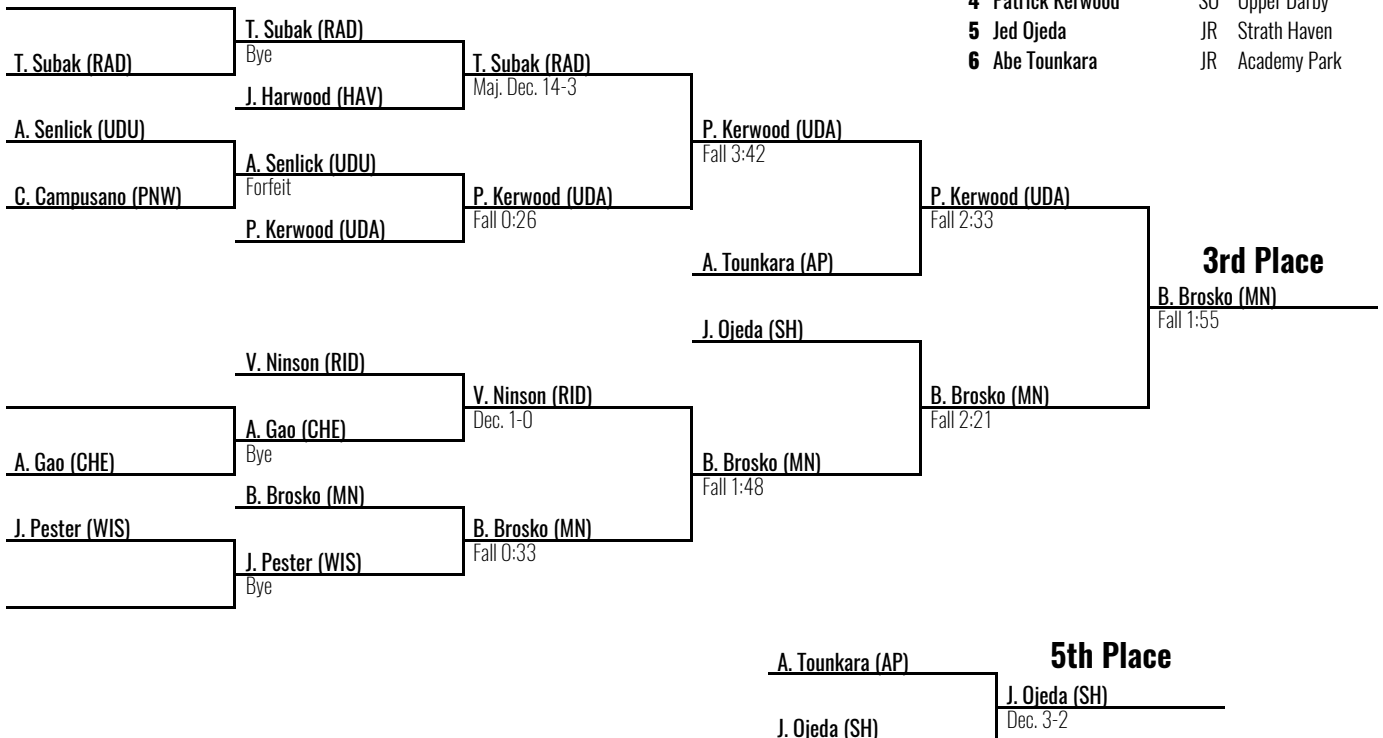 4 Patrick Kerwood SO Upper Darby
5 Jed Ojeda JR Strath Haven
6 Abe Tounkara JR Academy Park
T. Subak (RAD)
Bye
T. Subak (RAD)
T. Subak (RAD)
Maj. Dec. 14-3
J. Harwood (HAV)
A. Senlick (UDU)
P. Kerwood (UDA)
Fall 3:42
A. Senlick (UDU)
Forfeit
C. Campusano (PNW)
P. Kerwood (UDA)
Fall 0:26
P. Kerwood (UDA)
Fall 2:33
P. Kerwood (UDA)
A. Tounkara (AP)
3rd Place
B. Brosko (MN)
Fall 1:55
J. Ojeda (SH)
V. Ninson (RID)
V. Ninson (RID)
Dec. 1-0
B. Brosko (MN)
Fall 2:21
A. Gao (CHE)
Bye
A. Gao (CHE)
B. Brosko (MN)
Fall 1:48
B. Brosko (MN)
J. Pester (WIS)
B. Brosko (MN)
Fall 0:33
J. Pester (WIS)
Bye
5th Place
A. Tounkara (AP)
J. Ojeda (SH)
Dec. 3-2
J. Ojeda (SH)